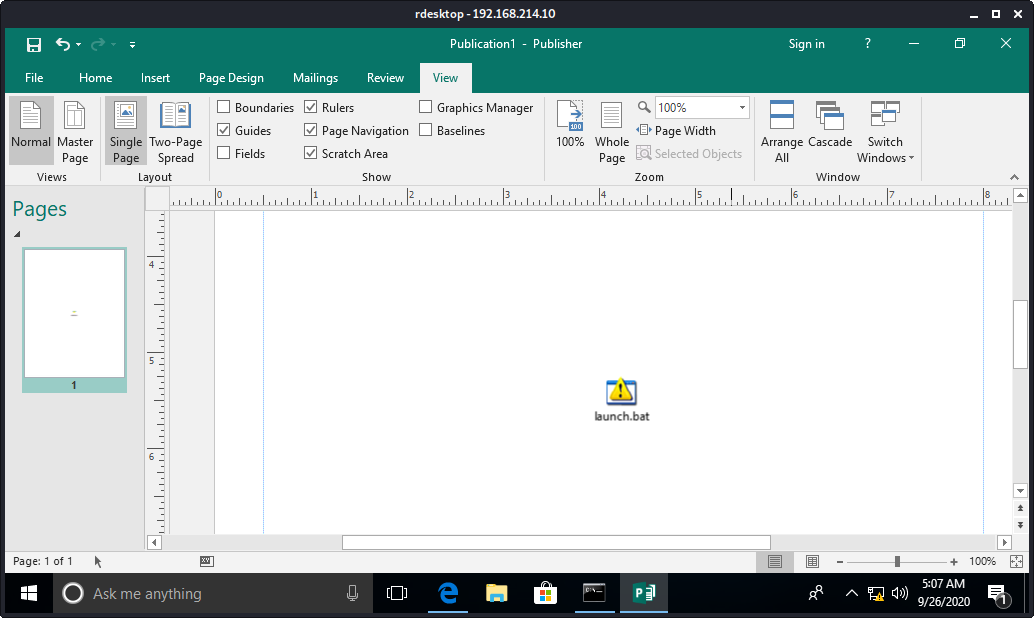 rdesktop - 192.168.214.10
Publication1 - Publisher
Sign in
?
File Home Insert Page Design Mailings Review View
Normal
Master Page
Views
Single Page
Two-Page Spread
Layout
Boundaries
Guides
Fields
Rulers
Page Navigation
Scratch Area
Graphics Manager
Baselines
Show
100
100%
Whole Page
100%
Page Width
Selected Objects
Zoom
Arrange All
Cascade
Switch Windows
Window
Pages
1
0 1 2 3 4 5 6 7 8
4
5
6
launch.bat
Page: 1 of 1
100%
Ask me anything
5:07 AM
9/26/2020
1